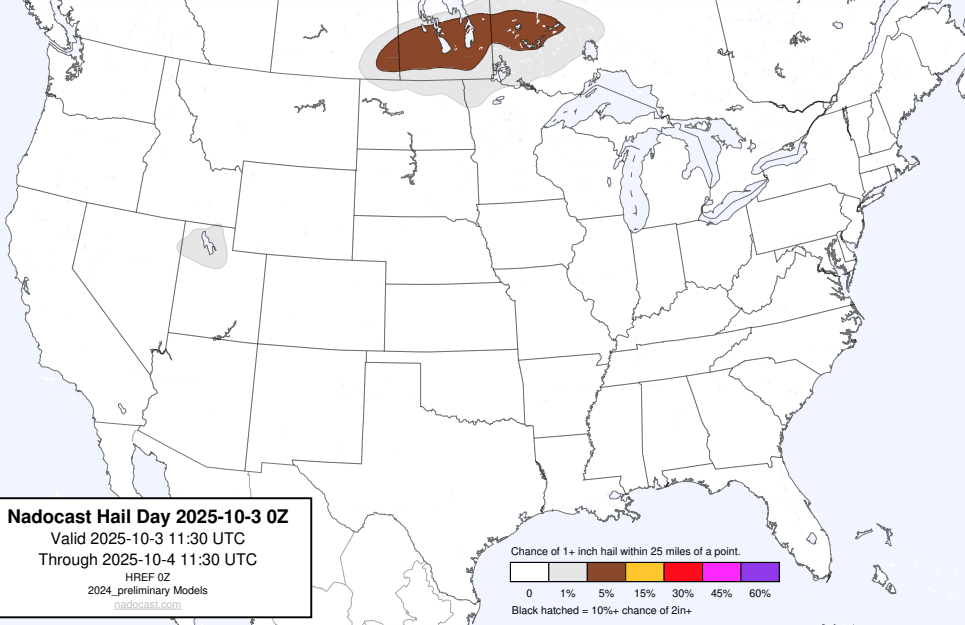 Nadocast Hail Day 2025-10-3 0Z
Valid 2025-10-3 11:30 UTC
Through 2025-10-4 11:30 UTC
HREF 0Z
2024_preliminary Models
nadocast.com
Chance of 1+ inch hail within 25 miles of a point.
0 1% 5% 15% 30% 45% 60%
Black hatched = 10%+ chance of 2in+